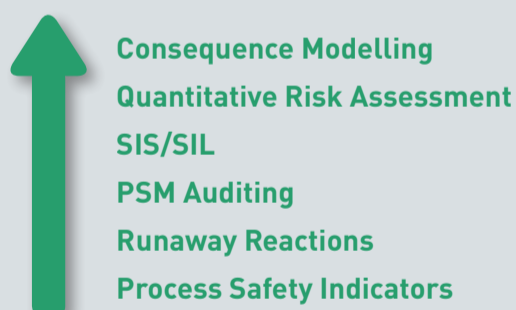 Consequence Modelling
Quantitative Risk Assessment
SIS/SIL
PSM Auditing
Runaway Reactions
Process Safety Indicators